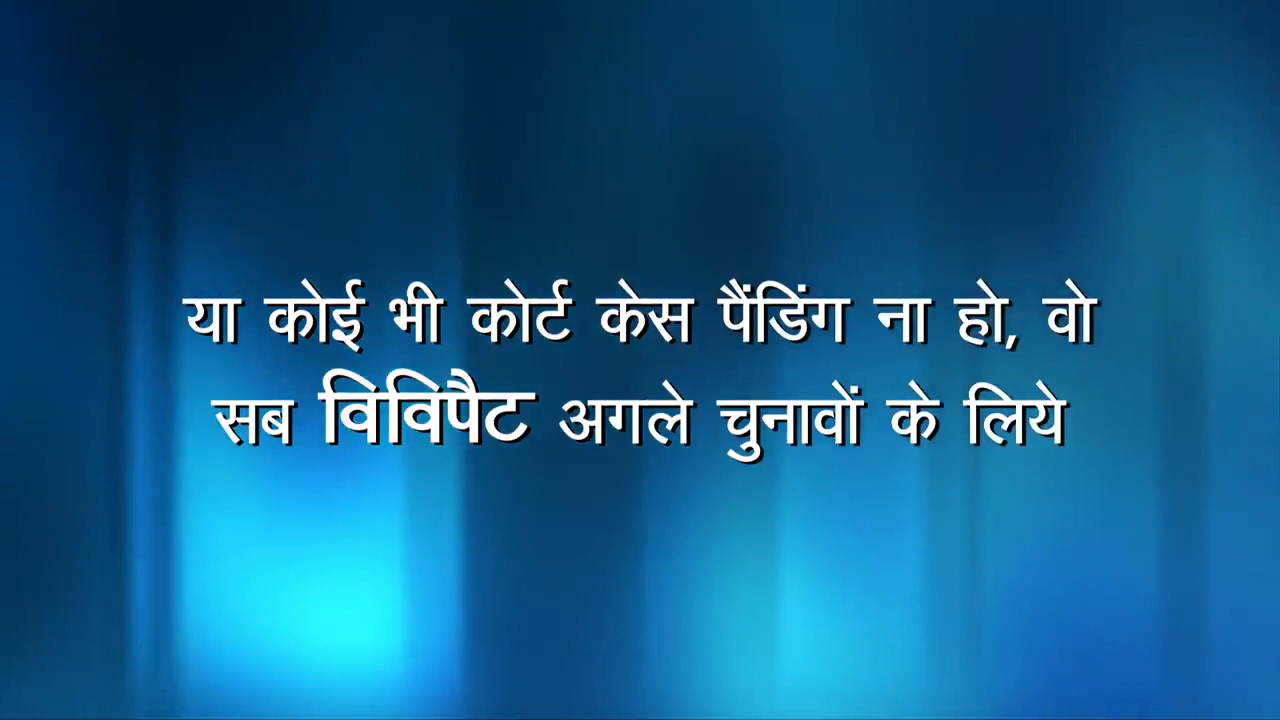 या कोई भी कोर्ट केस पैंडिंग ना हो, वो
सब विविपैट अगले चुनावों के लिये